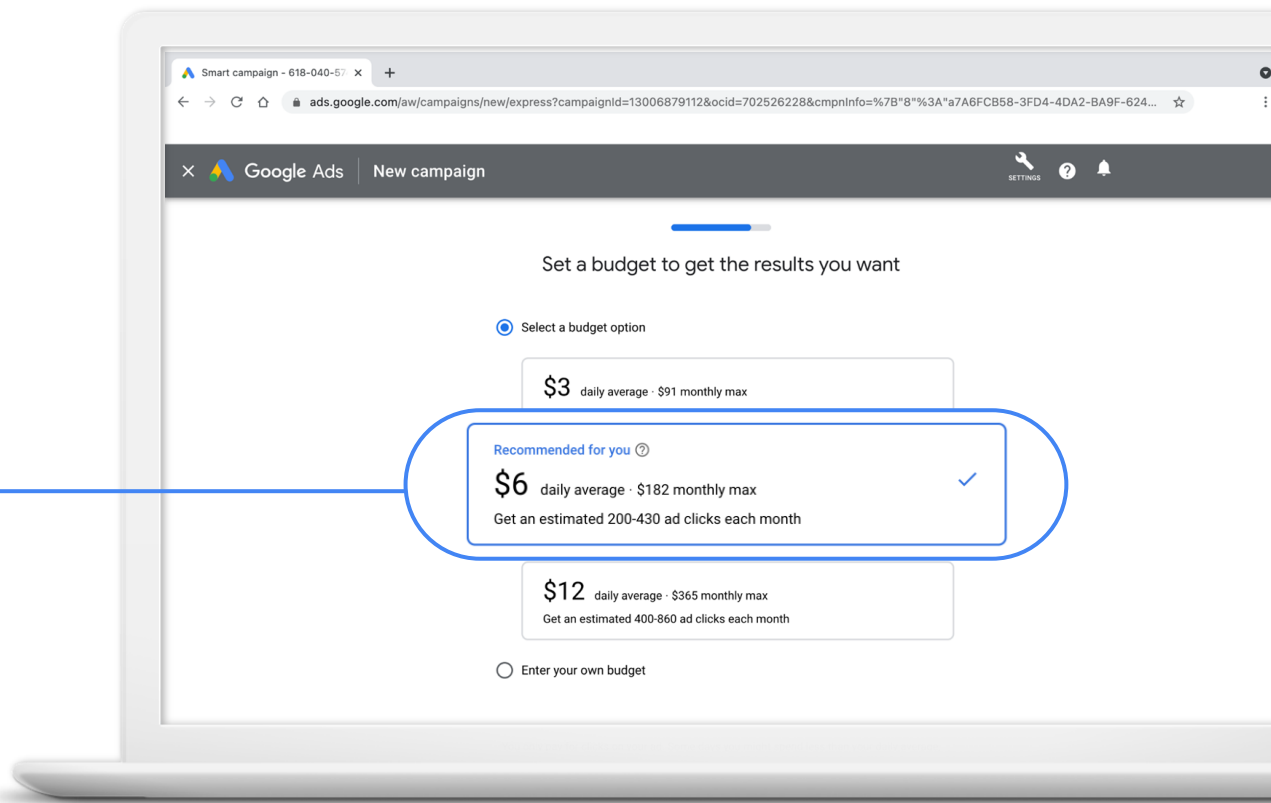 Smart campaign - 618-040-57
ads.google.com/aw/campaigns/new/express?campaignId=13006879112&ocid=702526228&cmpnInfo=%7B"8"%3A"a7A6FCB58-3FD4-4DA2-BA9F-624...
Google Ads New campaign
SETTINGS
Set a budget to get the results you want
Select a budget option
$3 daily average · $91 monthly max
Recommended for you
$6 daily average · $182 monthly max
Get an estimated 200-430 ad clicks each month
$12 daily average · $365 monthly max
Get an estimated 400-860 ad clicks each month
Enter your own budget